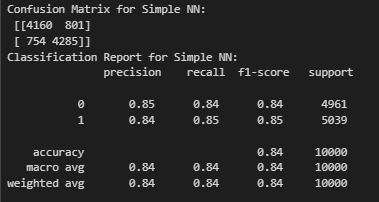 Confusion Matrix for Simple NN:
[[4160  801]
 [ 754 4285]]
Classification Report for Simple NN:
              precision    recall  f1-score   support

           0       0.85      0.84      0.84      4961
           1       0.84      0.85      0.85      5039

    accuracy                           0.84     10000
   macro avg       0.84      0.84      0.84     10000
weighted avg       0.84      0.84      0.84     10000